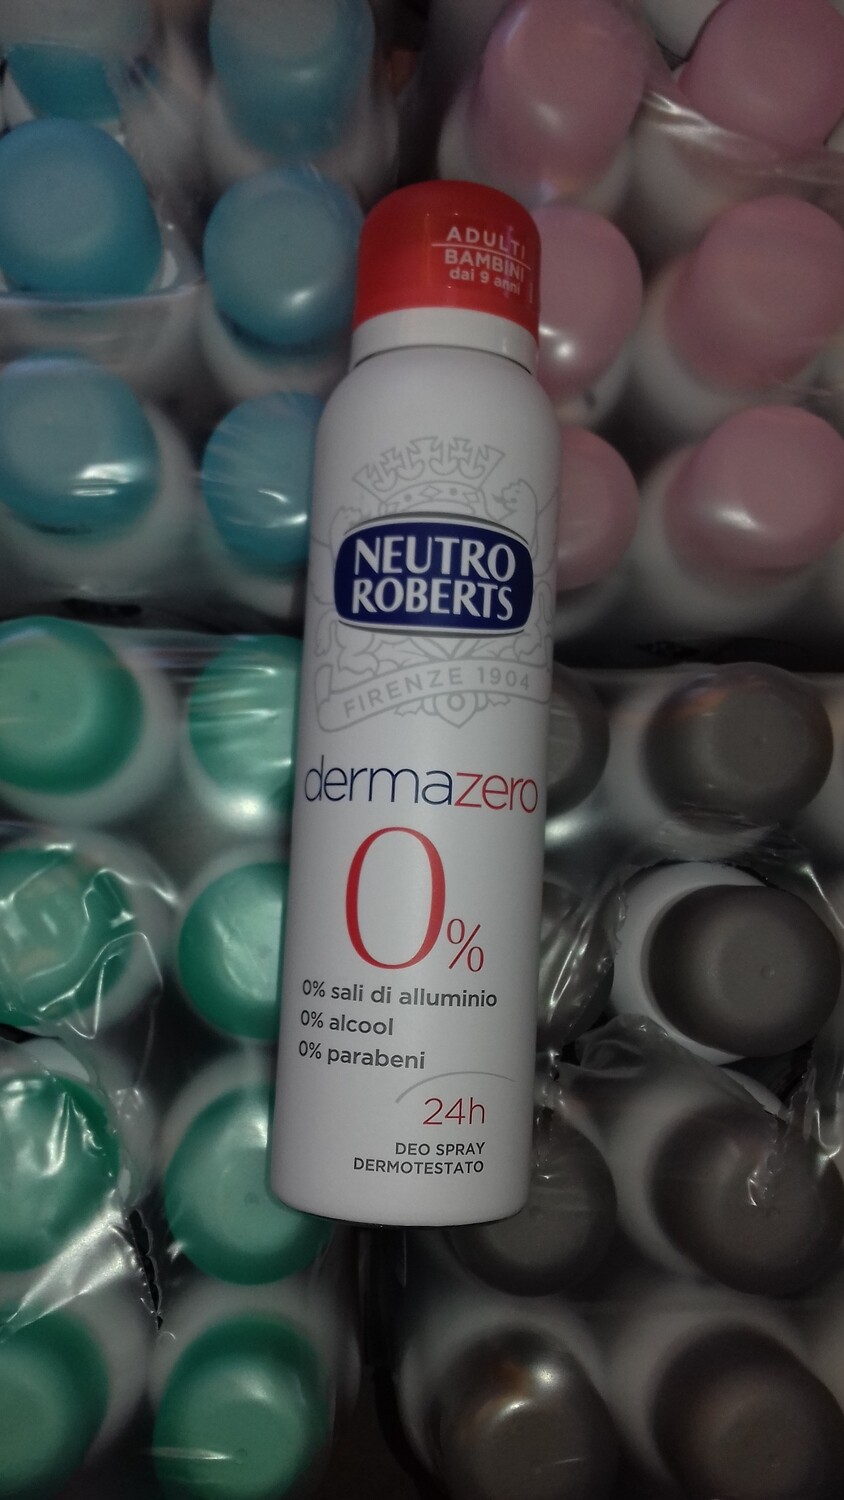 ADULTI
BAMBINI
dai 9 anni
NEUTRO
ROBERTS
FIRENZE 1904
dermazero
0%
0% sali di alluminio
0% alcool
0% parabeni
24h
DEO SPRAY
DERMOTESTATO